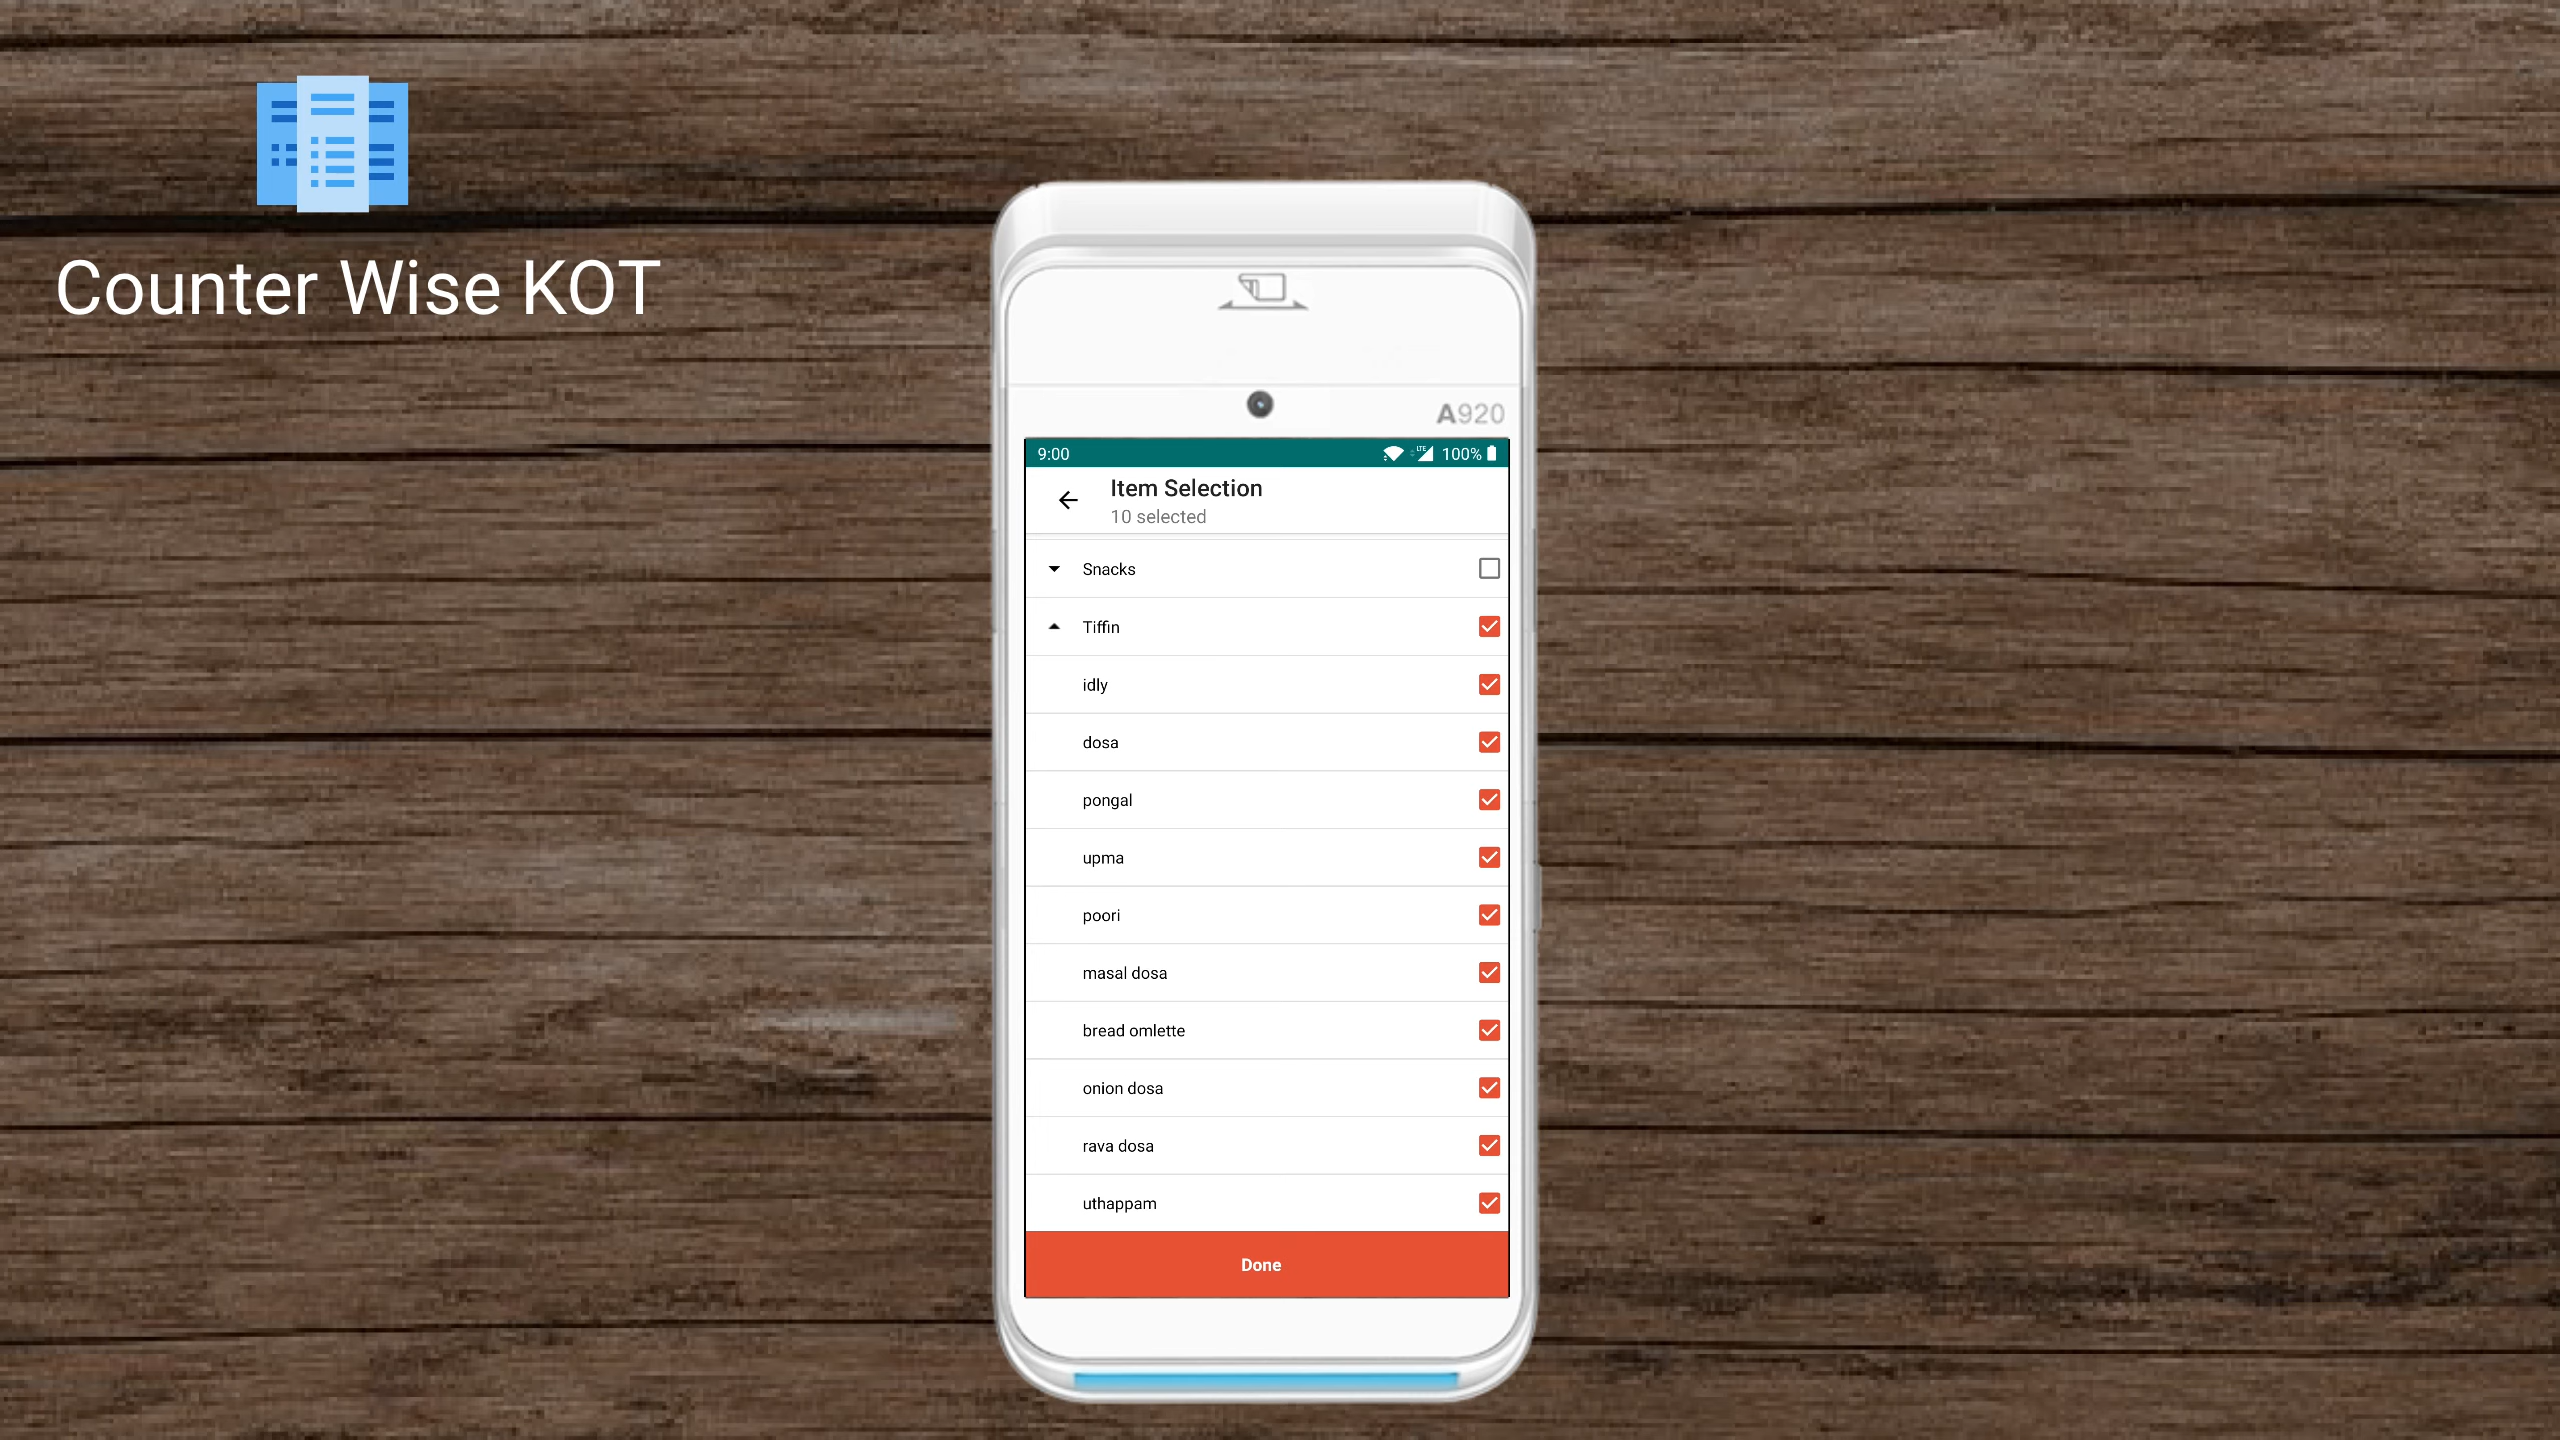 Counter Wise KOT
A920
9:00
LTE
100%
Item Selection
10 selected
Snacks
Tiffin
idly
dosa
pongal
upma
poori
masal dosa
bread omlette
onion dosa
rava dosa
uthappam
Done